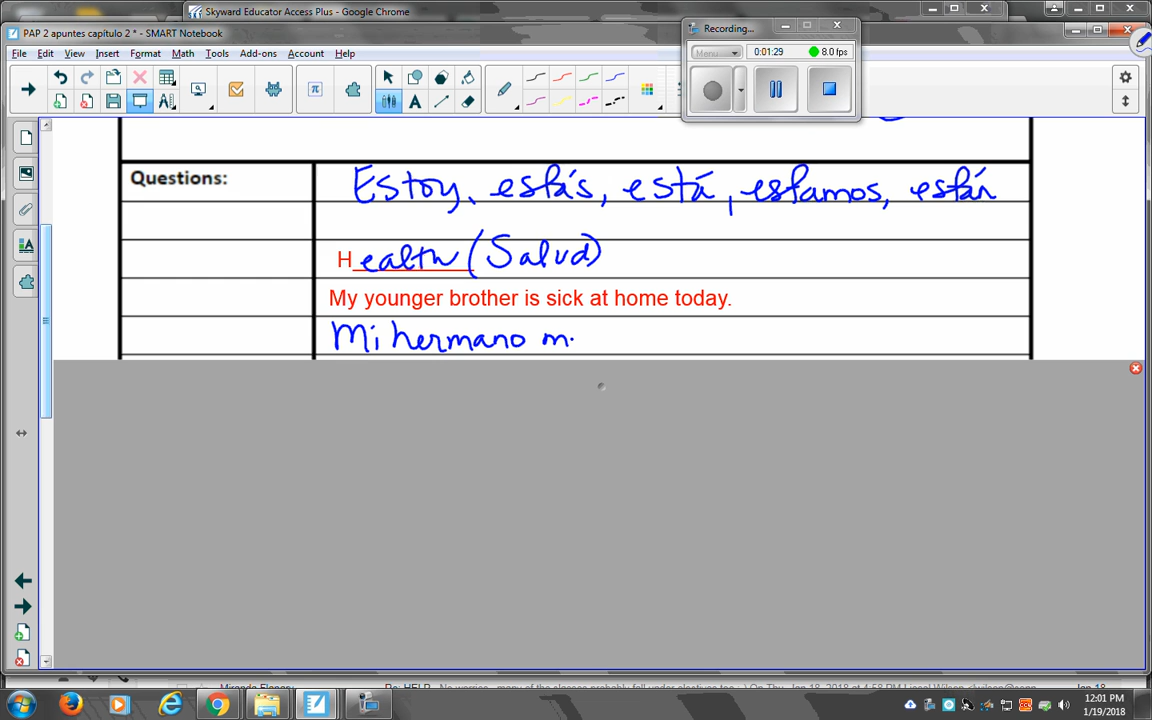 Skyward Educator Access Plus - Google Chrome
PAP 2 apuntes capítulo 2 * - SMART Notebook
Recording...
File Edit View Insert Format Math Tools Add-ons Account Help
Menu 0:01:29 8.0 fps
Questions: Estoy, estás, está, estamos, están
Health (Salud)
My younger brother is sick at home today.
Mi hermano m
12:01 PM
1/19/2018